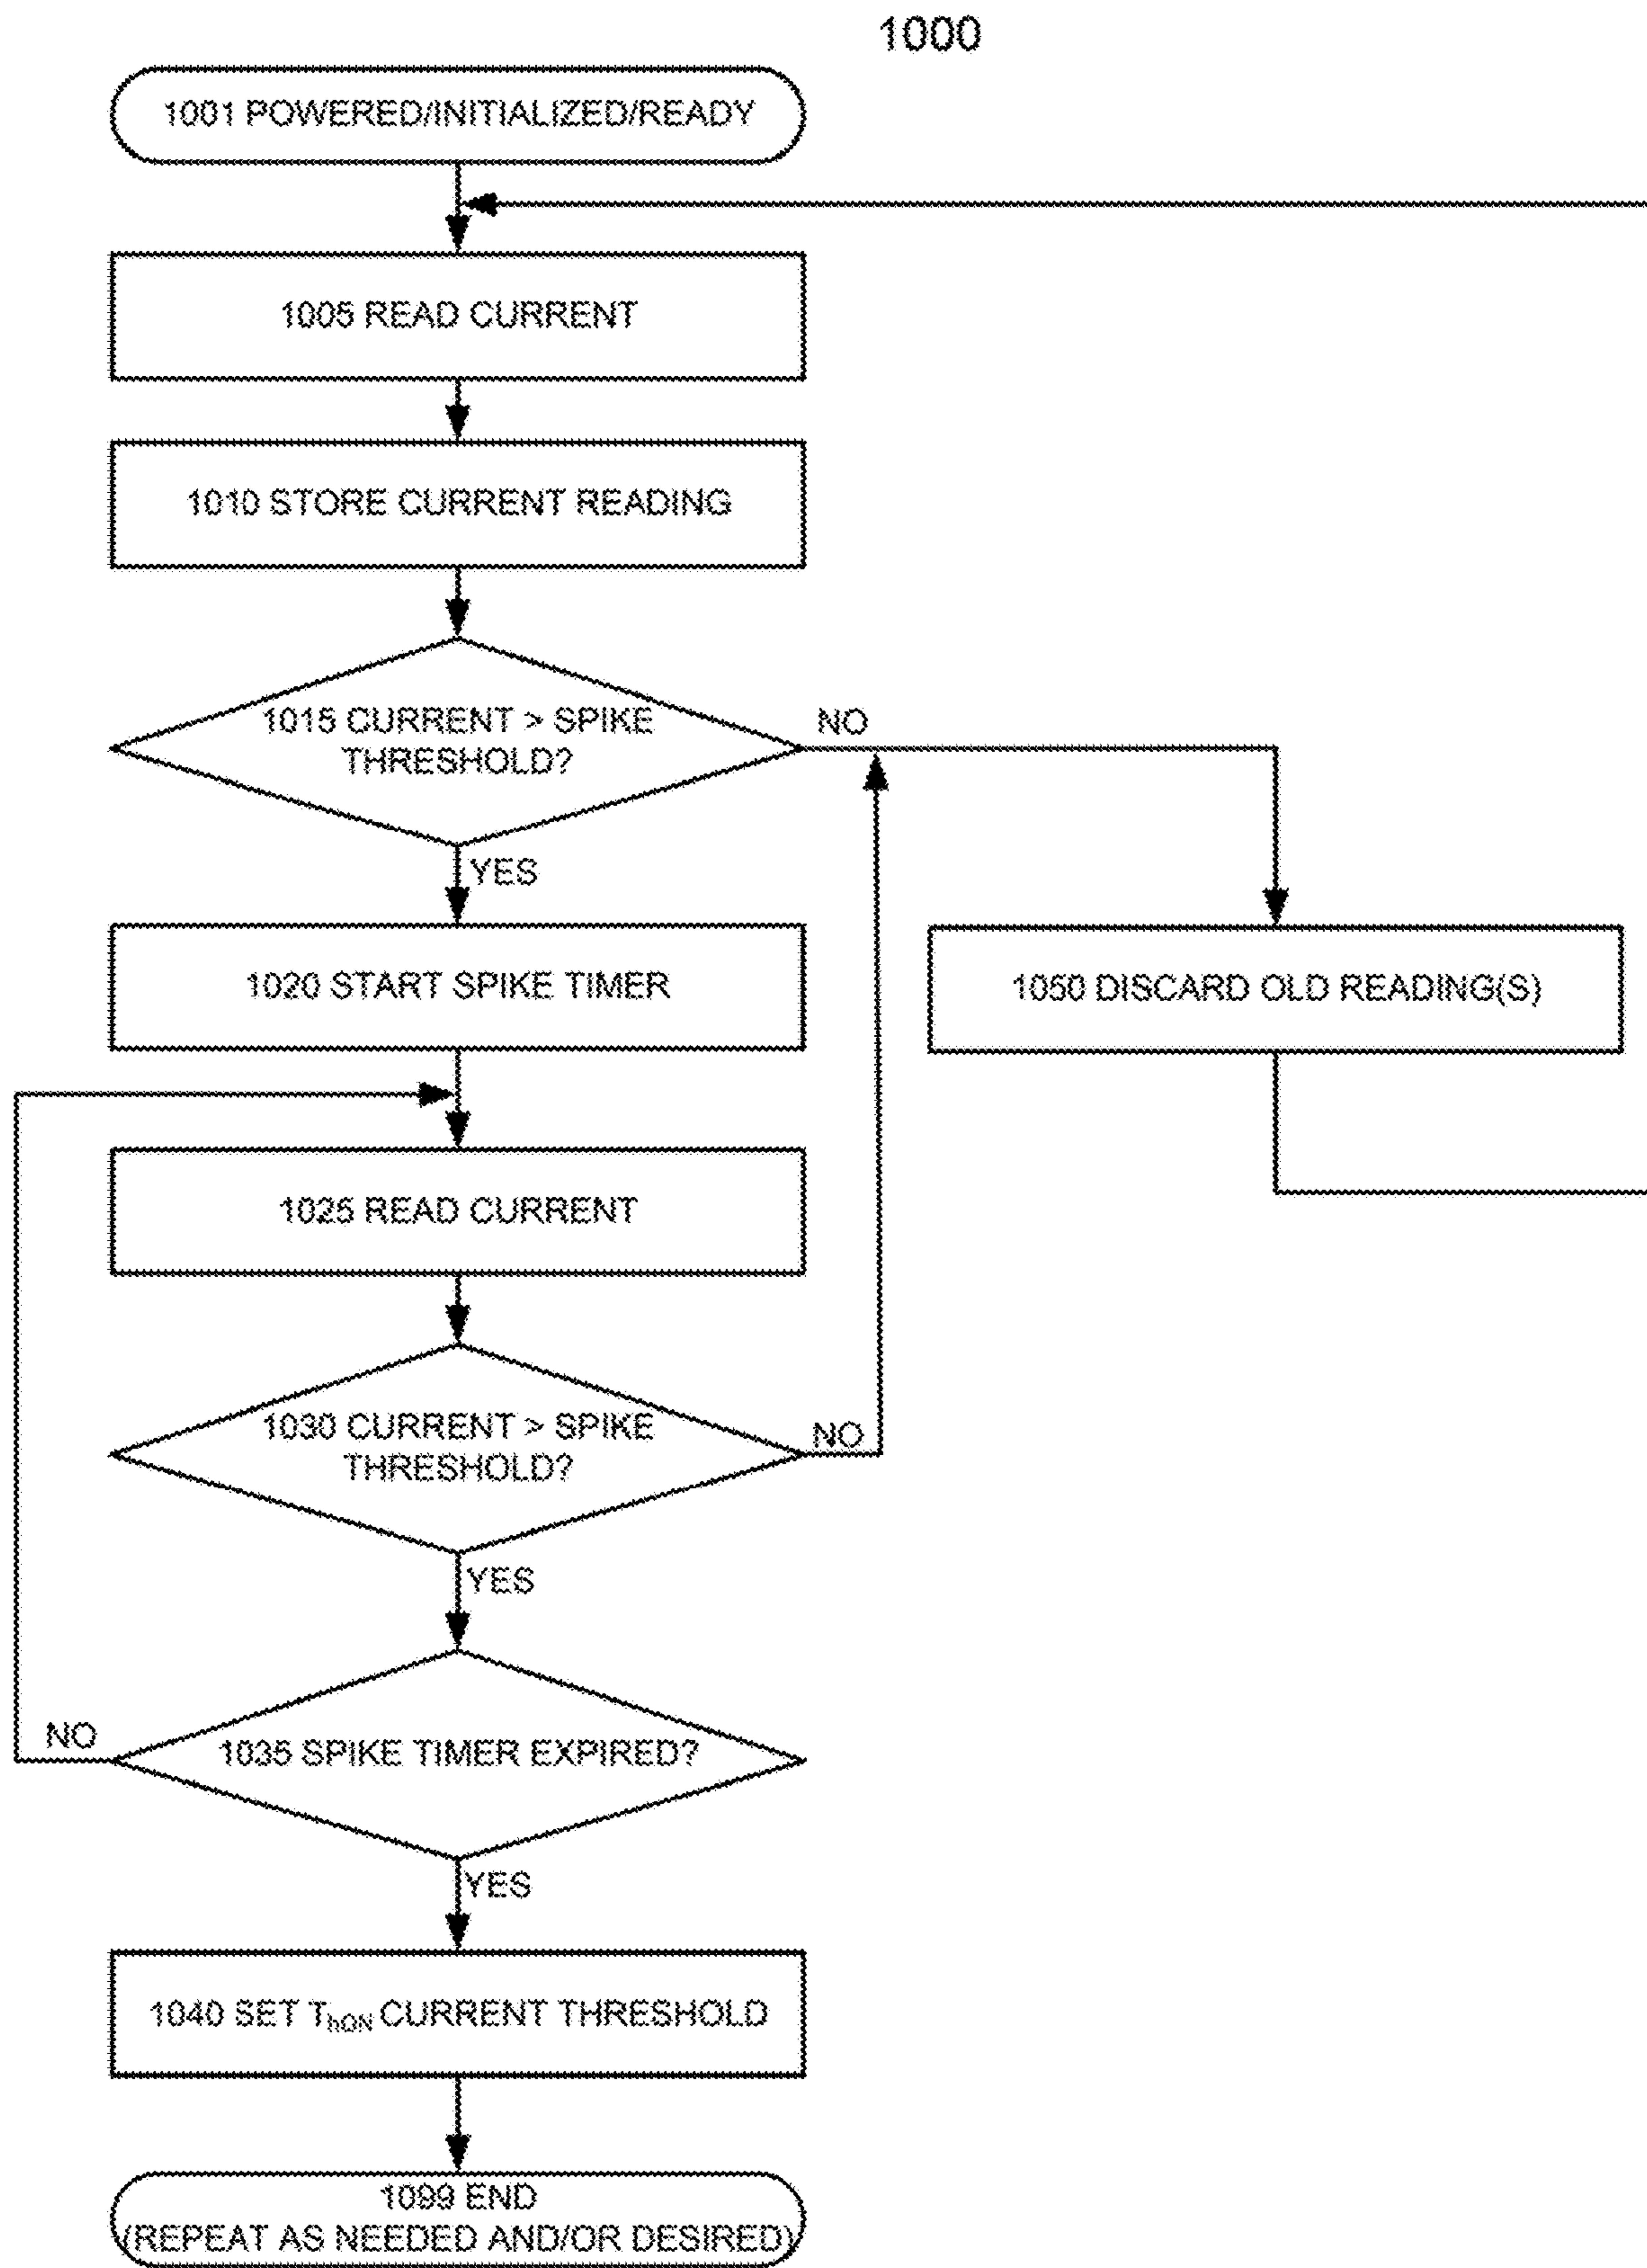 1000
1001 POWERED/INITIALIZED/READY
1005 READ CURRENT
1010 STORE CURRENT READING
1015 CURRENT > SPIKE
THRESHOLD?
NO
YES
1020 START SPIKE TIMER
1050 DISCARD OLD READING(S)
1025 READ CURRENT
1030 CURRENT > SPIKE
THRESHOLD?
NO
YES
NO
1035 SPIKE TIMER EXPIRED?
YES
1040 SET ThON CURRENT THRESHOLD
1099 END
(REPEAT AS NEEDED AND/OR DESIRED)